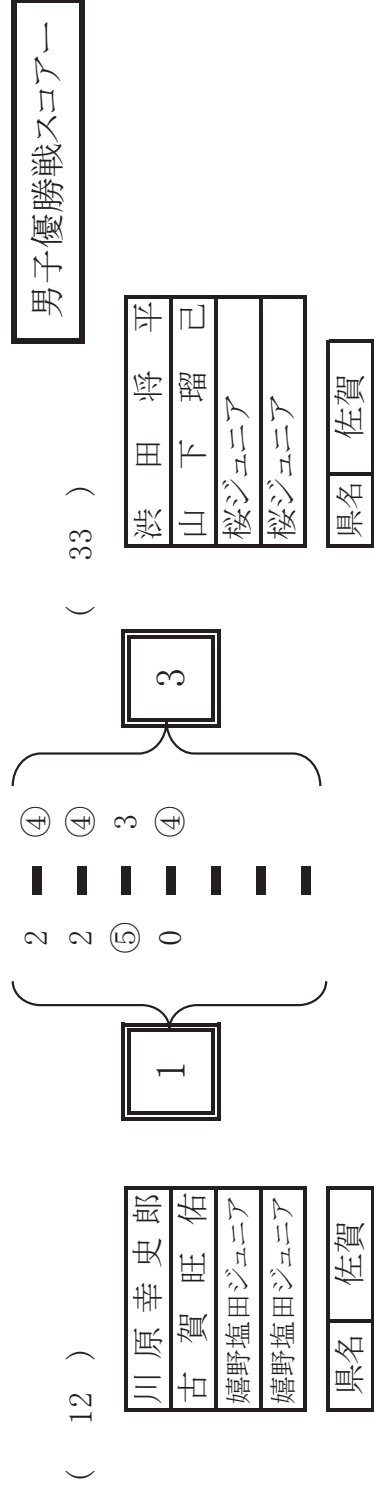 男子優勝戦スコアー
( 12 )
川原幸史郎
古賀旺佑
嬉野塩田ジュニア
嬉野塩田ジュニア
県名 佐賀
1
2 - ④
2 - ④
⑤ - 3
0 - ④
-
-
-
3
( 33 )
渋田将平
山下瑠己
桜ジュニア
桜ジュニア
県名 佐賀